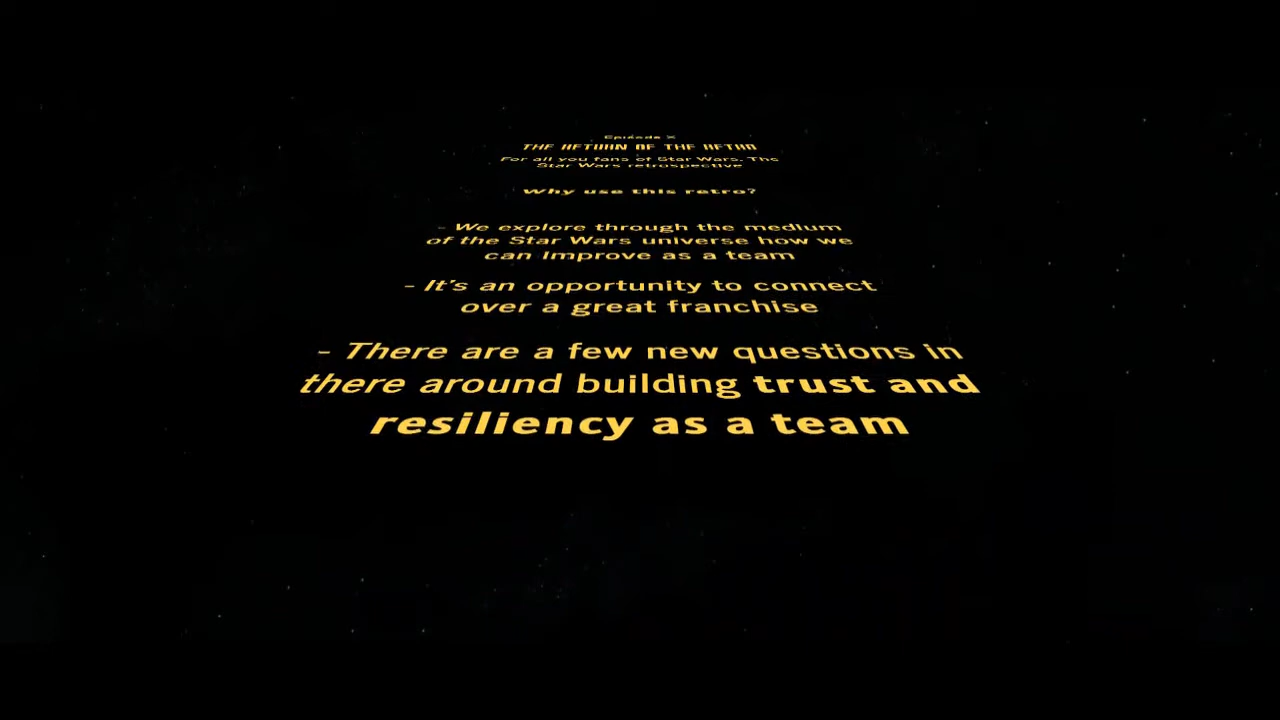 Episode X
THE RETURN OF THE RETRO
For all you fans of Star Wars. The
Star Wars retrospective
Why use this retro?
- We explore through the medium
of the Star Wars universe how we
can improve as a team
- It's an opportunity to connect
over a great franchise
- There are a few new questions in
there around building trust and
resiliency as a team